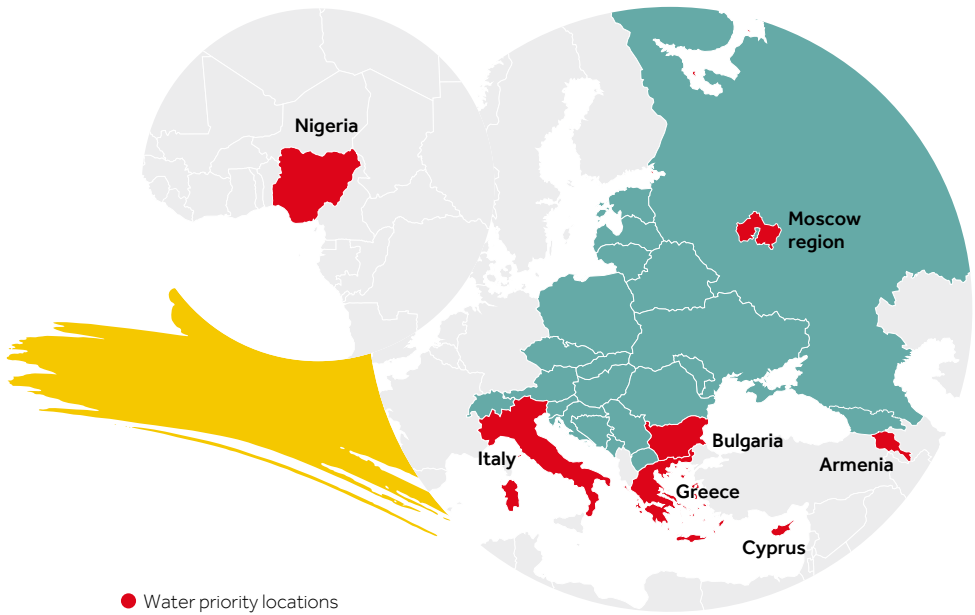 Nigeria
Moscow
region
Bulgaria
Italy
Armenia
Greece
Cyprus
Water priority locations